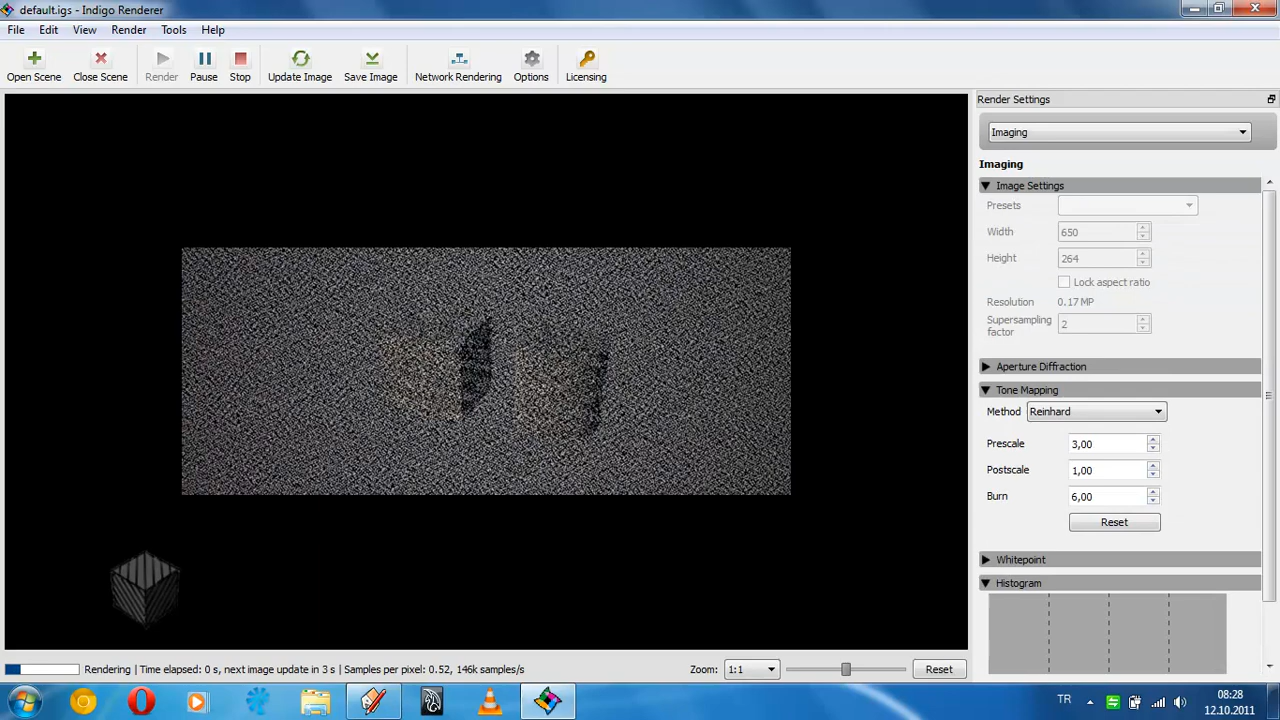 default.igs - Indigo Renderer
File Edit View Render Tools Help
Open Scene Close Scene Render Pause Stop Update Image Save Image Network Rendering Options Licensing
Render Settings
Imaging
Imaging
Image Settings
Presets
Width 650
Height 264
Lock aspect ratio
Resolution 0.17 MP
Supersampling factor 2
Aperture Diffraction
Tone Mapping
Method Reinhard
Prescale 3,00
Postscale 1,00
Burn 6,00
Reset
Whitepoint
Histogram
Rendering | Time elapsed: 0 s, next image update in 3 s | Samples per pixel: 0.52, 146k samples/s
Zoom: 1:1 Reset
TR 08:28
12.10.2011